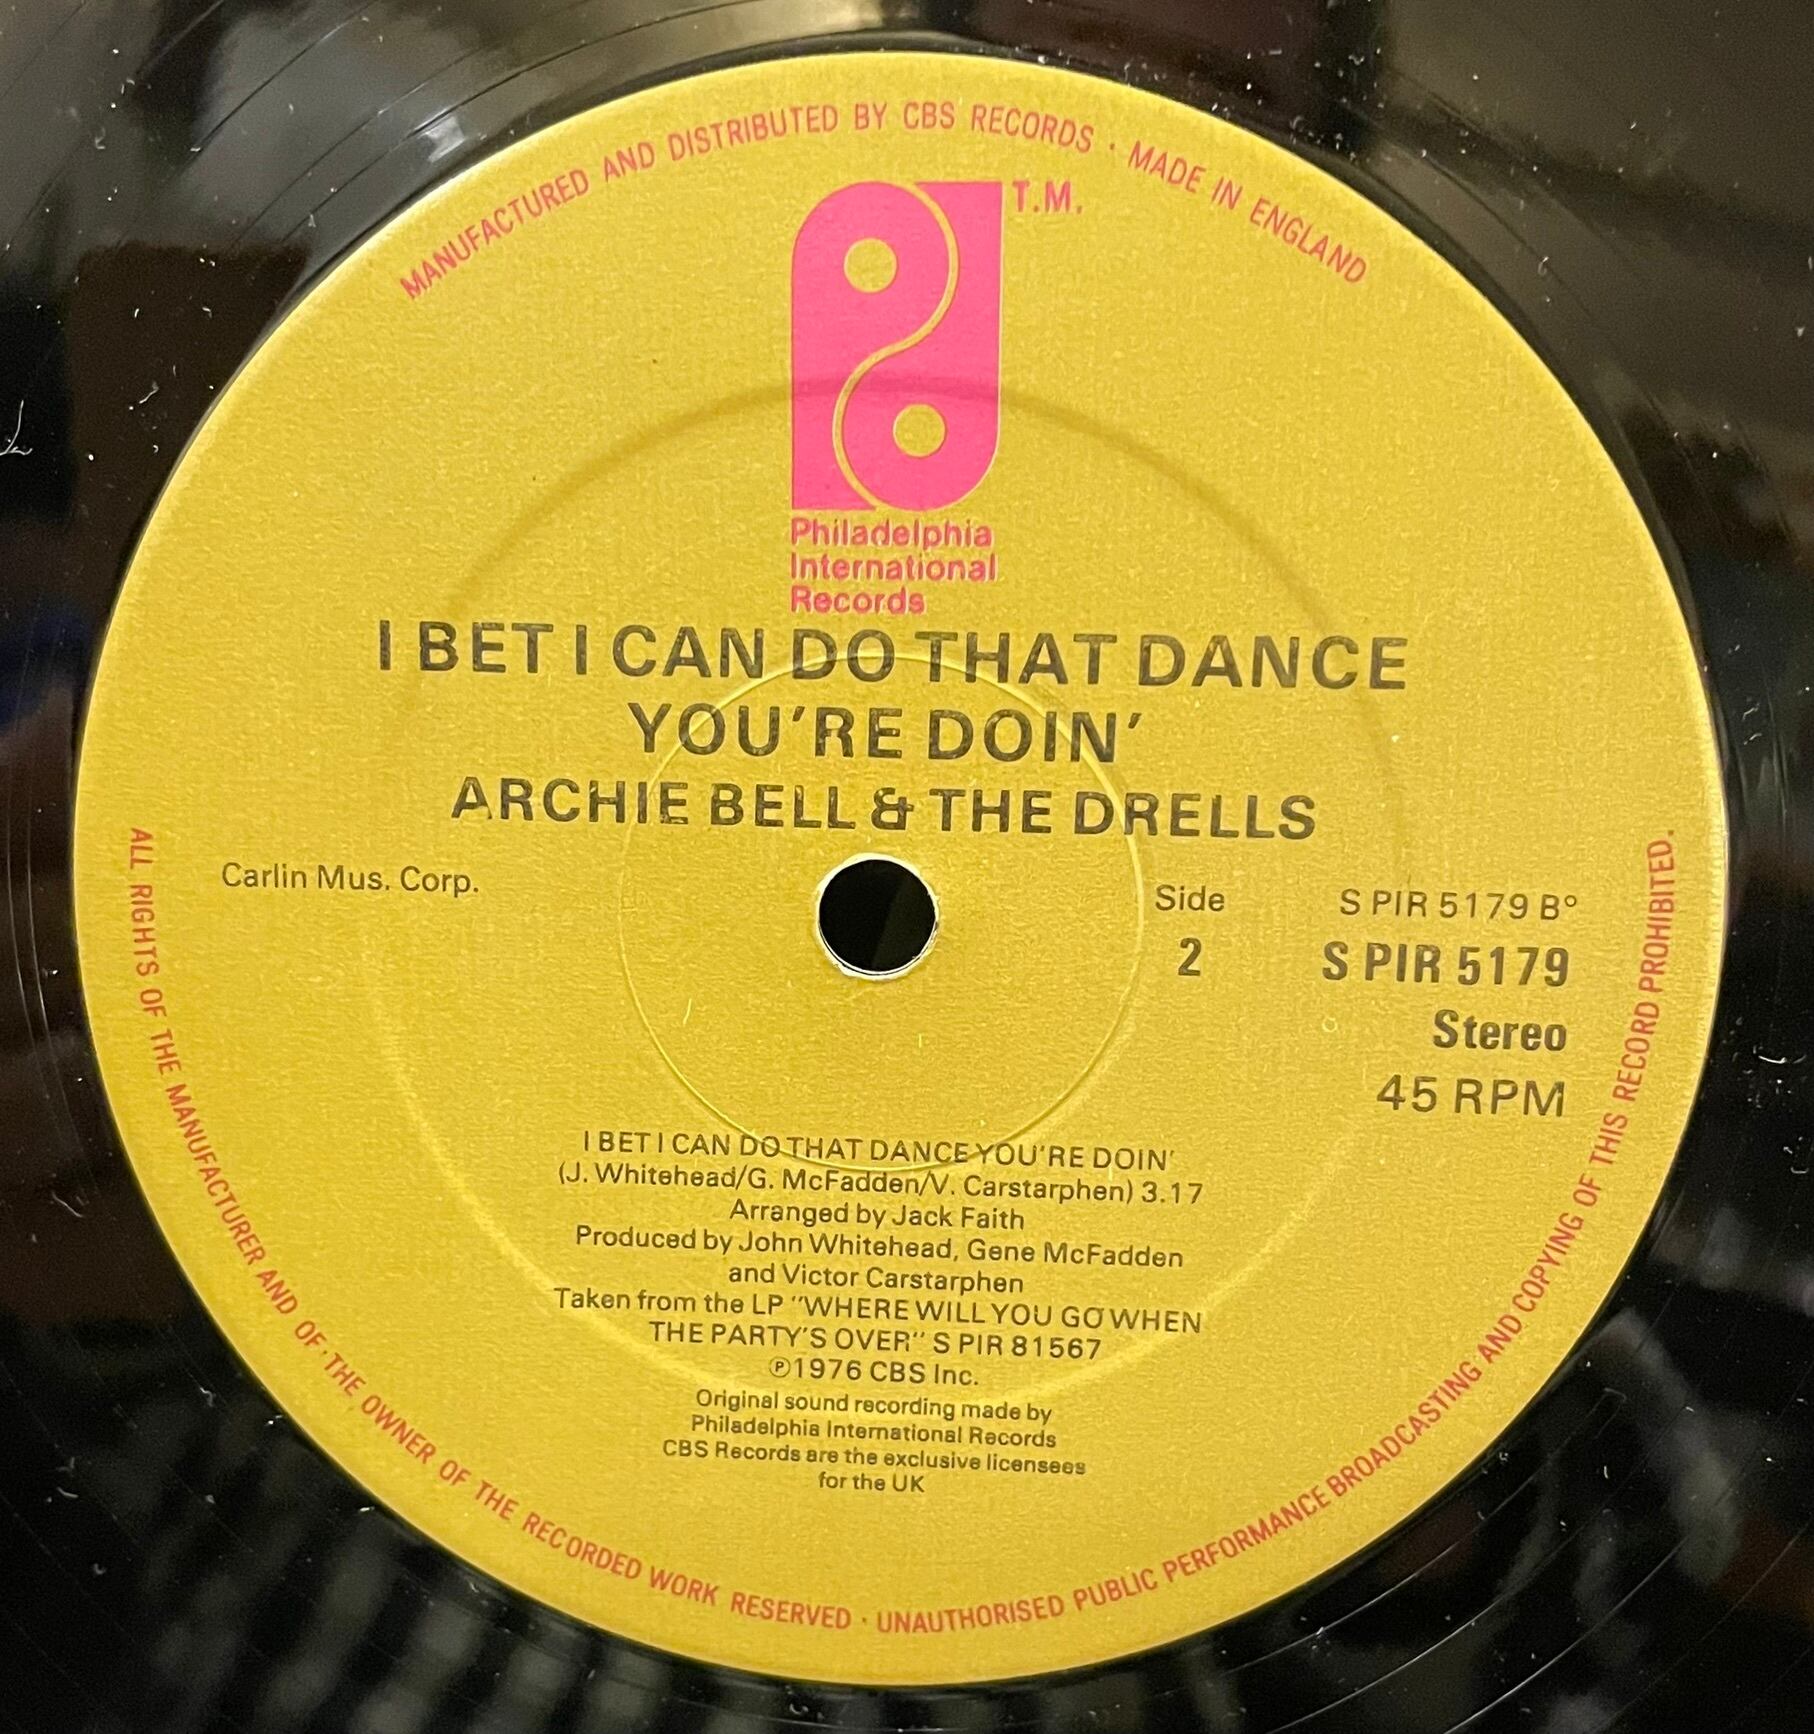 MANUFACTURED AND DISTRIBUTED BY CBS RECORDS · MADE IN ENGLAND
T.M.
Philadelphia
International
Records
I BET I CAN DO THAT DANCE
YOU'RE DOIN'
ARCHIE BELL & THE DRELLS
Carlin Mus. Corp.
Side
2
S PIR 5179 B°
S PIR 5179
Stereo
45 RPM
I BET I CAN DO THAT DANCE YOU'RE DOIN'
(J. Whitehead/G. McFadden/V. Carstarphen) 3.17
Arranged by Jack Faith
Produced by John Whitehead, Gene McFadden
and Victor Carstarphen
Taken from the LP "WHERE WILL YOU GO WHEN
THE PARTY'S OVER" S PIR 81567
℗1976 CBS Inc.
Original sound recording made by
Philadelphia International Records
CBS Records are the exclusive licensees
for the UK
ALL RIGHTS OF THE MANUFACTURER AND OF·THE OWNER OF THE RECORDED WORK RESERVED · UNAUTHORISED PUBLIC PERFORMANCE BROADCASTING AND COPYING OF THIS RECORD PROHIBITED.